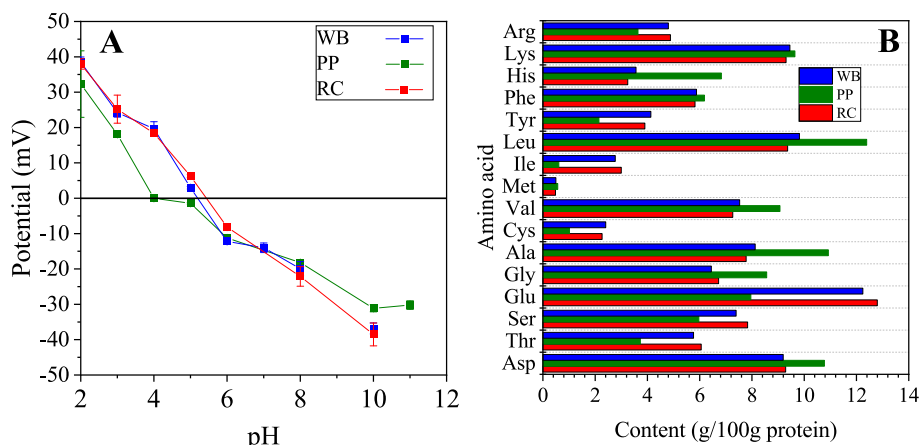 A
WB
PP
RC
50
40
30
20
10
0
-10
-20
-30
-40
-50
Potential (mV)
2 4 6 8 10 12
pH
B
WB
PP
RC
Arg
Lys
His
Phe
Tyr
Leu
Ile
Met
Val
Cys
Ala
Gly
Glu
Ser
Thr
Asp
Amino acid
0 2 4 6 8 10 12 14
Content (g/100g protein)